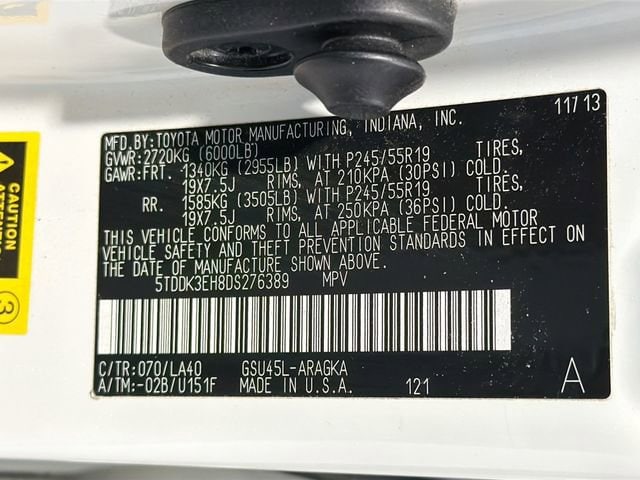 11/13
MFD.BY:TOYOTA MOTOR MANUFACTURING, INDIANA, INC.
GVWR:2720KG (6000LB)
GAWR:FRT. 1340KG (2955LB) WITH P245/55R19 TIRES,
19X7.5J RIMS, AT 210KPA (30PSI) COLD.
RR. 1585KG (3505LB) WITH P245/55R19 TIRES,
19X7.5J RIMS, AT 250KPA (36PSI) COLD.
THIS VEHICLE CONFORMS TO ALL APPLICABLE FEDERAL MOTOR
VEHICLE SAFETY AND THEFT PREVENTION STANDARDS IN EFFECT ON
THE DATE OF MANUFACTURE SHOWN ABOVE.
5TDDK3EH8DS276389 MPV
C/TR:070/LA40 GSU45L-ARAGKA
A/TM:-02B/U151F MADE IN U.S.A. 121 A
CAUTION
ATTENTION
3